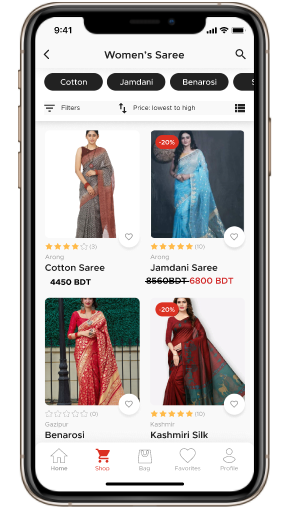 9:41
Women's Saree
Cotton Jamdani Benarosi S
Filters Price: lowest to high
-20%
(3) (10)
Arong Arong
Cotton Saree Jamdani Saree
4450 BDT 8560BDT 6800 BDT
-20%
(0) (10)
Gazipur Kashmir
Benarosi Kashmiri Silk
Home Shop Bag Favorites Profile